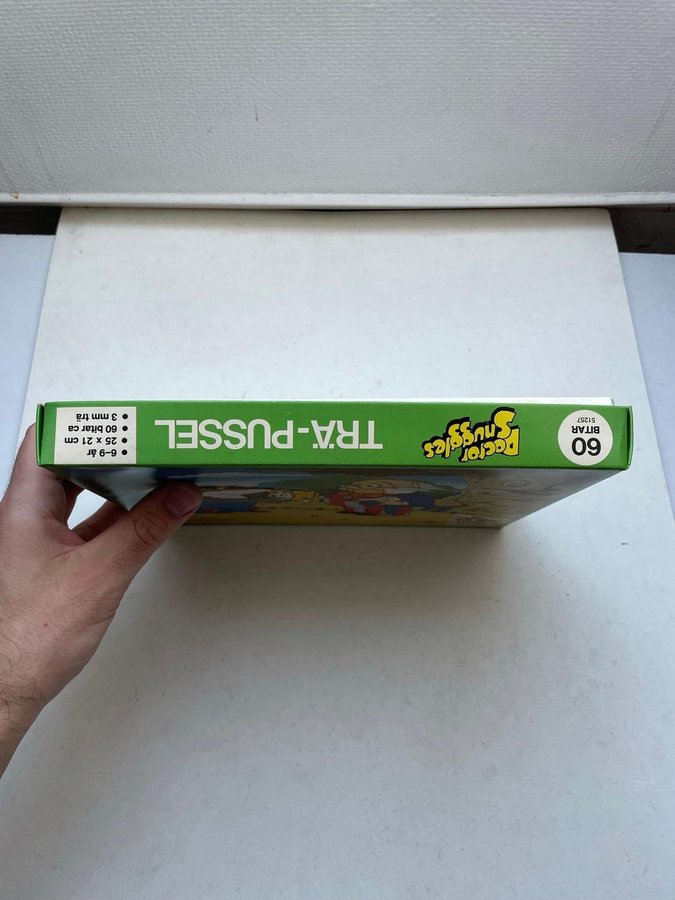 60
BITAR
51257
Doctor
Snuggles
TRÄ-PUSSEL
• 6–9 år
• 25 x 21 cm
• 60 bitar ca
• 3 mm trä